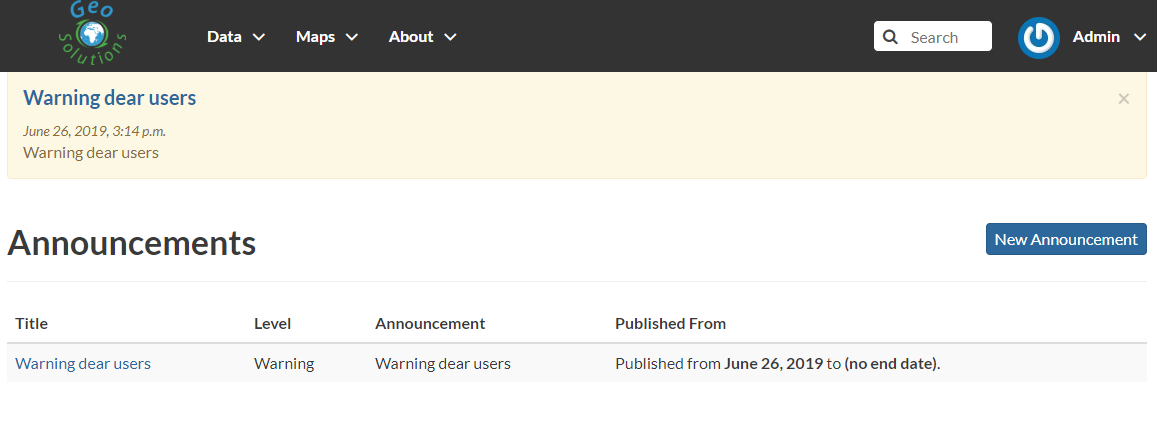 Geo
Solutions
Data Maps About Search Admin
Warning dear users ×
June 26, 2019, 3:14 p.m.
Warning dear users
Announcements New Announcement
Title Level Announcement Published From
Warning dear users Warning Warning dear users Published from June 26, 2019 to (no end date).